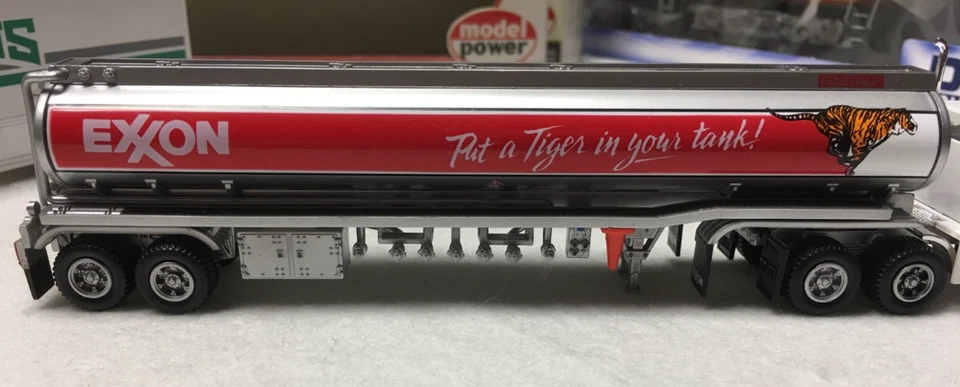 model
power
EXXON
Put a Tiger in your tank!